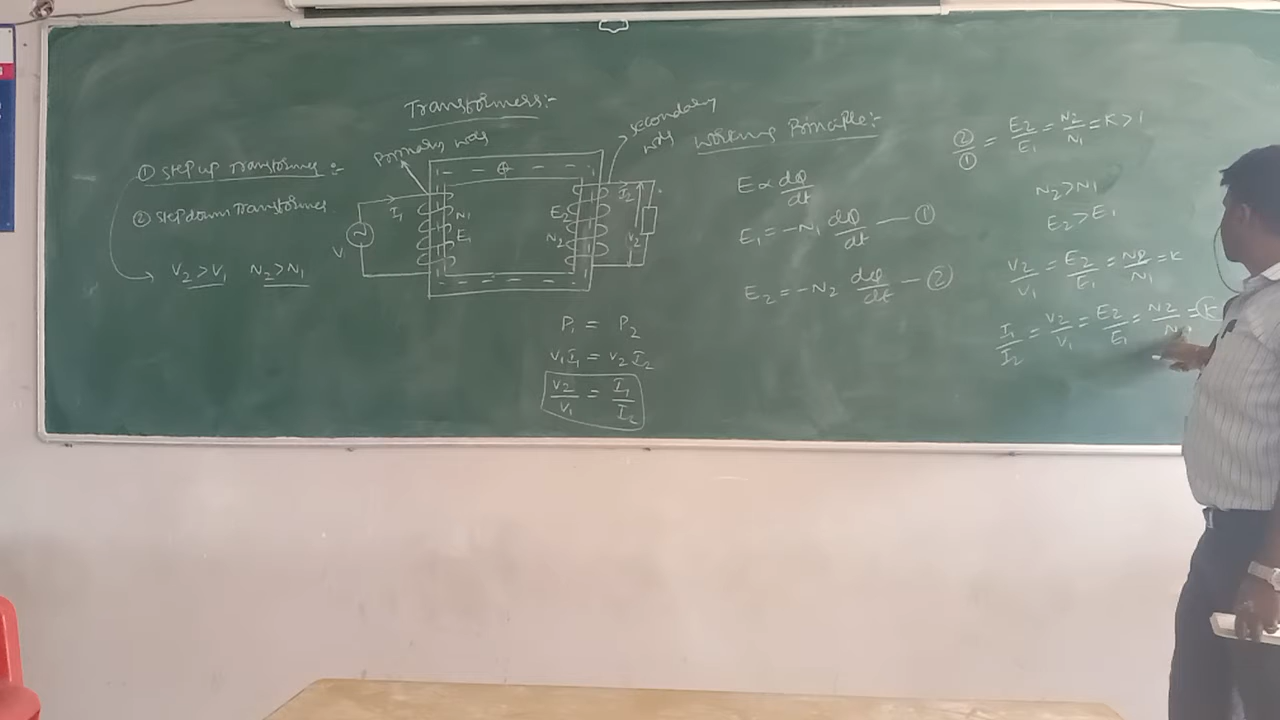 Transformers:-
① Step up Transformer :-
② Step down Transformer
V2 > V1 N2 > N1
Primary wdg
secondary
wdg
I1
V1
N1
E1
E2
N2
I2
V2
P1 = P2
V1I1 = V2I2
V2/V1 = I1/I2
Working Principle:-
E ∝ dφ/dt
E1 = -N1 dφ/dt — ①
E2 = -N2 dφ/dt — ②
②/① = E2/E1 = N2/N1 = K > 1
N2 > N1
E2 > E1
V2/V1 = E2/E1 = N2/N1 = K
I1/I2 = V2/V1 = E2/E1 = N2/N1 = K